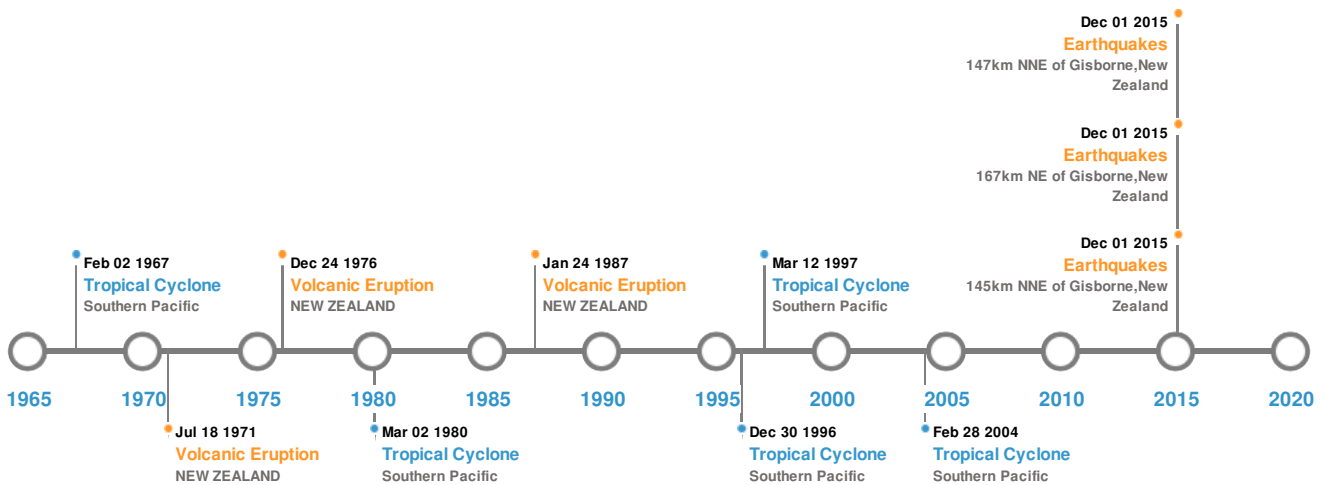 Dec 01 2015
Earthquakes
147km NNE of Gisborne,New
Zealand
Dec 01 2015
Earthquakes
167km NE of Gisborne,New
Zealand
Dec 01 2015
Earthquakes
145km NNE of Gisborne,New
Zealand
Feb 02 1967
Tropical Cyclone
Southern Pacific
Dec 24 1976
Volcanic Eruption
NEW ZEALAND
Jan 24 1987
Volcanic Eruption
NEW ZEALAND
Mar 12 1997
Tropical Cyclone
Southern Pacific
1965 1970 1975 1980 1985 1990 1995 2000 2005 2010 2015 2020
Jul 18 1971
Volcanic Eruption
NEW ZEALAND
Mar 02 1980
Tropical Cyclone
Southern Pacific
Dec 30 1996
Tropical Cyclone
Southern Pacific
Feb 28 2004
Tropical Cyclone
Southern Pacific